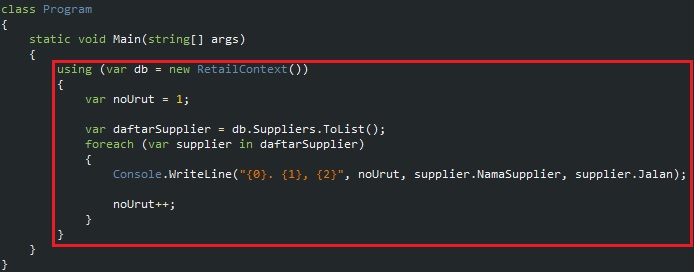 class Program
{
    static void Main(string[] args)
    {
        using (var db = new RetailContext())
        {
            var noUrut = 1;

            var daftarSupplier = db.Suppliers.ToList();
            foreach (var supplier in daftarSupplier)
            {
                Console.WriteLine("{0}. {1}, {2}", noUrut, supplier.NamaSupplier, supplier.Jalan);

                noUrut++;
            }
        }
    }
}